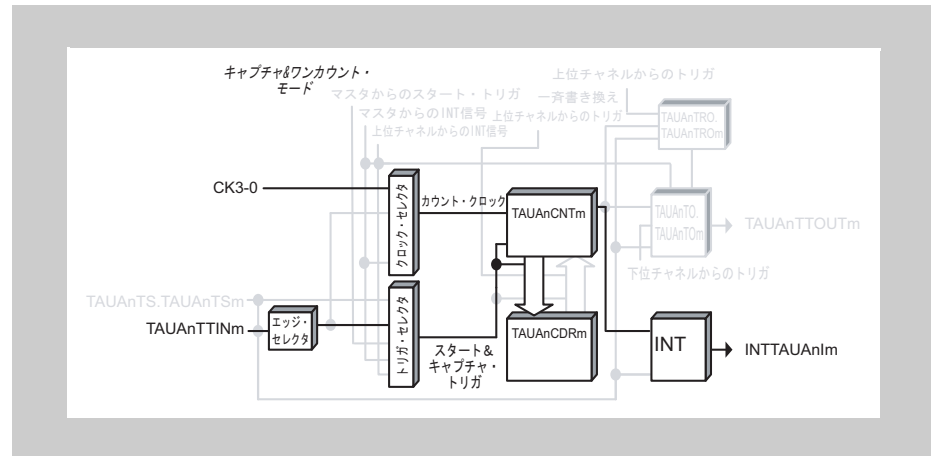 キャプチャ&ワンカウント・
モード
上位チャネルからのトリガ
マスタからのスタート・トリガ
一斉書き換え
マスタからのINT信号
上位チャネルからのトリガ
上位チャネルからのINT信号
TAUAnTRO.
TAUAnTROm
CK3-0
クロック・セレクタ
カウント・クロック
TAUAnCNTm
TAUAnTO.
TAUAnTOm
TAUAnTTOUTm
下位チャネルからのトリガ
TAUAnTS.TAUAnTSm
TAUAnTTINm
エッジ・
セレクタ
トリガ・セレクタ
スタート&
キャプチャ・
トリガ
TAUAnCDRm
INT
INTTAUAnIm